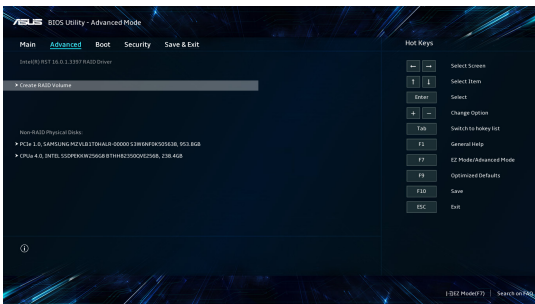 ASUS BIOS Utility - Advanced Mode
Main Advanced Boot Security Save & Exit
Intel(R) RST 16.0.1.3397 RAID Driver
Create RAID Volume
Non-RAID Physical Disks:
PCIe 1.0, SAMSUNG MZVLB1T0HALR-00000 S3W6NF0K505638, 953.8GB
CPUa 4.0, INTEL SSDPEKKW256G8 BTHH82350QVE256B, 238.4GB
Hot Keys
← → Select Screen
↑ ↓ Select Item
Enter Select
+ − Change Option
Tab Switch to hokey list
F1 General Help
F7 EZ Mode/Advanced Mode
F9 Optimized Defaults
F10 Save
ESC Exit
EZ Mode(F7) | Search on FAQ